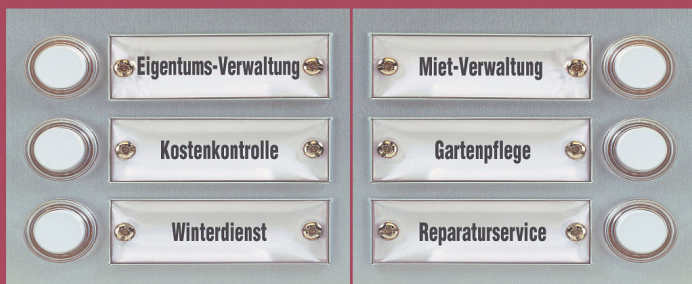 Eigentums-Verwaltung
Miet-Verwaltung
Kostenkontrolle
Gartenpflege
Winterdienst
Reparaturservice